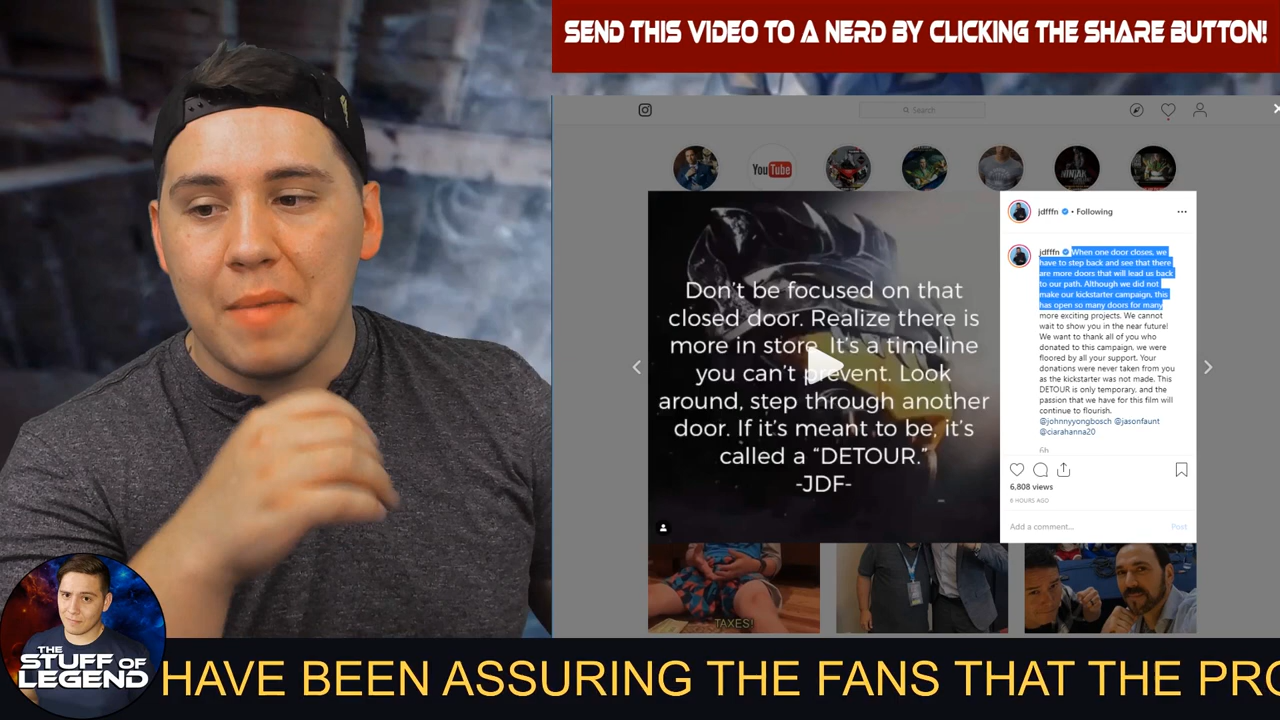 SEND THIS VIDEO TO A NERD BY CLICKING THE SHARE BUTTON!
Search
YouTube
Don't be focused on that
closed door. Realize there is
more in store. It's a timeline
you can't prevent. Look
around, step through another
door. If it's meant to be, it's
called a “DETOUR.”
-JDF-
jdfffn • Following
jdfffn When one door closes, we
have to step back and see that there
are more doors that will lead us back
to our path. Although we did not
make our kickstarter campaign, this
has open so many doors for many
more exciting projects. We cannot
wait to show you in the near future!
We want to thank all of you who
donated to this campaign, we were
floored by all your support. Your
donations were never taken from you
as the kickstarter was not made. This
DETOUR is only temporary, and the
passion that we have for this film will
continue to flourish.
@johnnyyongbosch @jasonfaunt
@ciarahanna20
6h
6,808 views
6 HOURS AGO
Add a comment... Post
TAXES!
THE
STUFF OF
LEGEND
HAVE BEEN ASSURING THE FANS THAT THE PRO